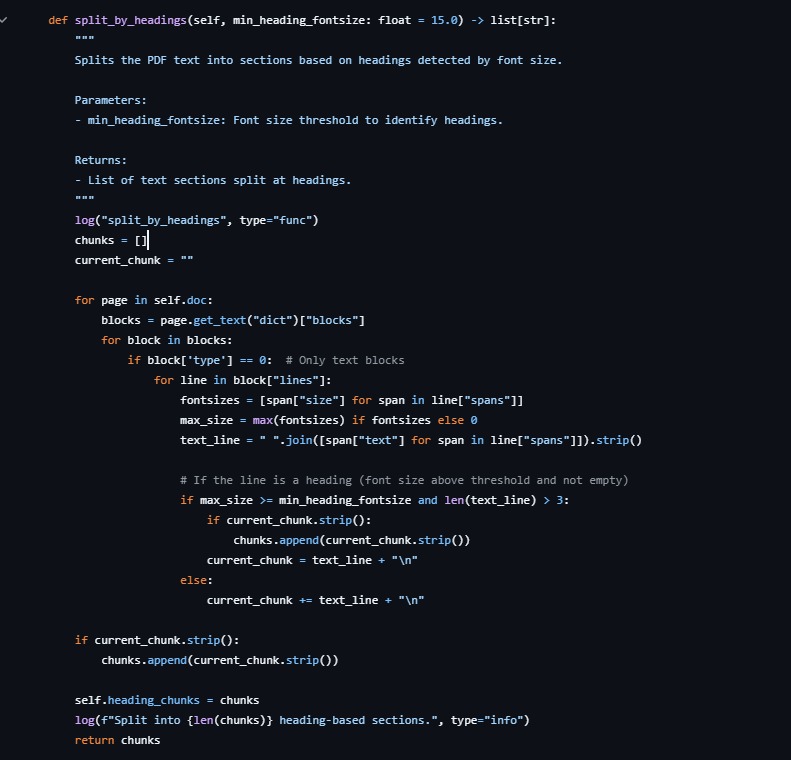 def split_by_headings(self, min_heading_fontsize: float = 15.0) -> list[str]:
"""
Splits the PDF text into sections based on headings detected by font size.
Parameters:
- min_heading_fontsize: Font size threshold to identify headings.
Returns:
- List of text sections split at headings.
"""
log("split_by_headings", type="func")
chunks = []
current_chunk = ""
for page in self.doc:
blocks = page.get_text("dict")["blocks"]
for block in blocks:
if block['type'] == 0:  # Only text blocks
for line in block["lines"]:
fontsizes = [span["size"] for span in line["spans"]]
max_size = max(fontsizes) if fontsizes else 0
text_line = " ".join([span["text"] for span in line["spans"]]).strip()
# If the line is a heading (font size above threshold and not empty)
if max_size >= min_heading_fontsize and len(text_line) > 3:
if current_chunk.strip():
chunks.append(current_chunk.strip())
current_chunk = text_line + "\n"
else:
current_chunk += text_line + "\n"
if current_chunk.strip():
chunks.append(current_chunk.strip())
self.heading_chunks = chunks
log(f"Split into {len(chunks)} heading-based sections.", type="info")
return chunks